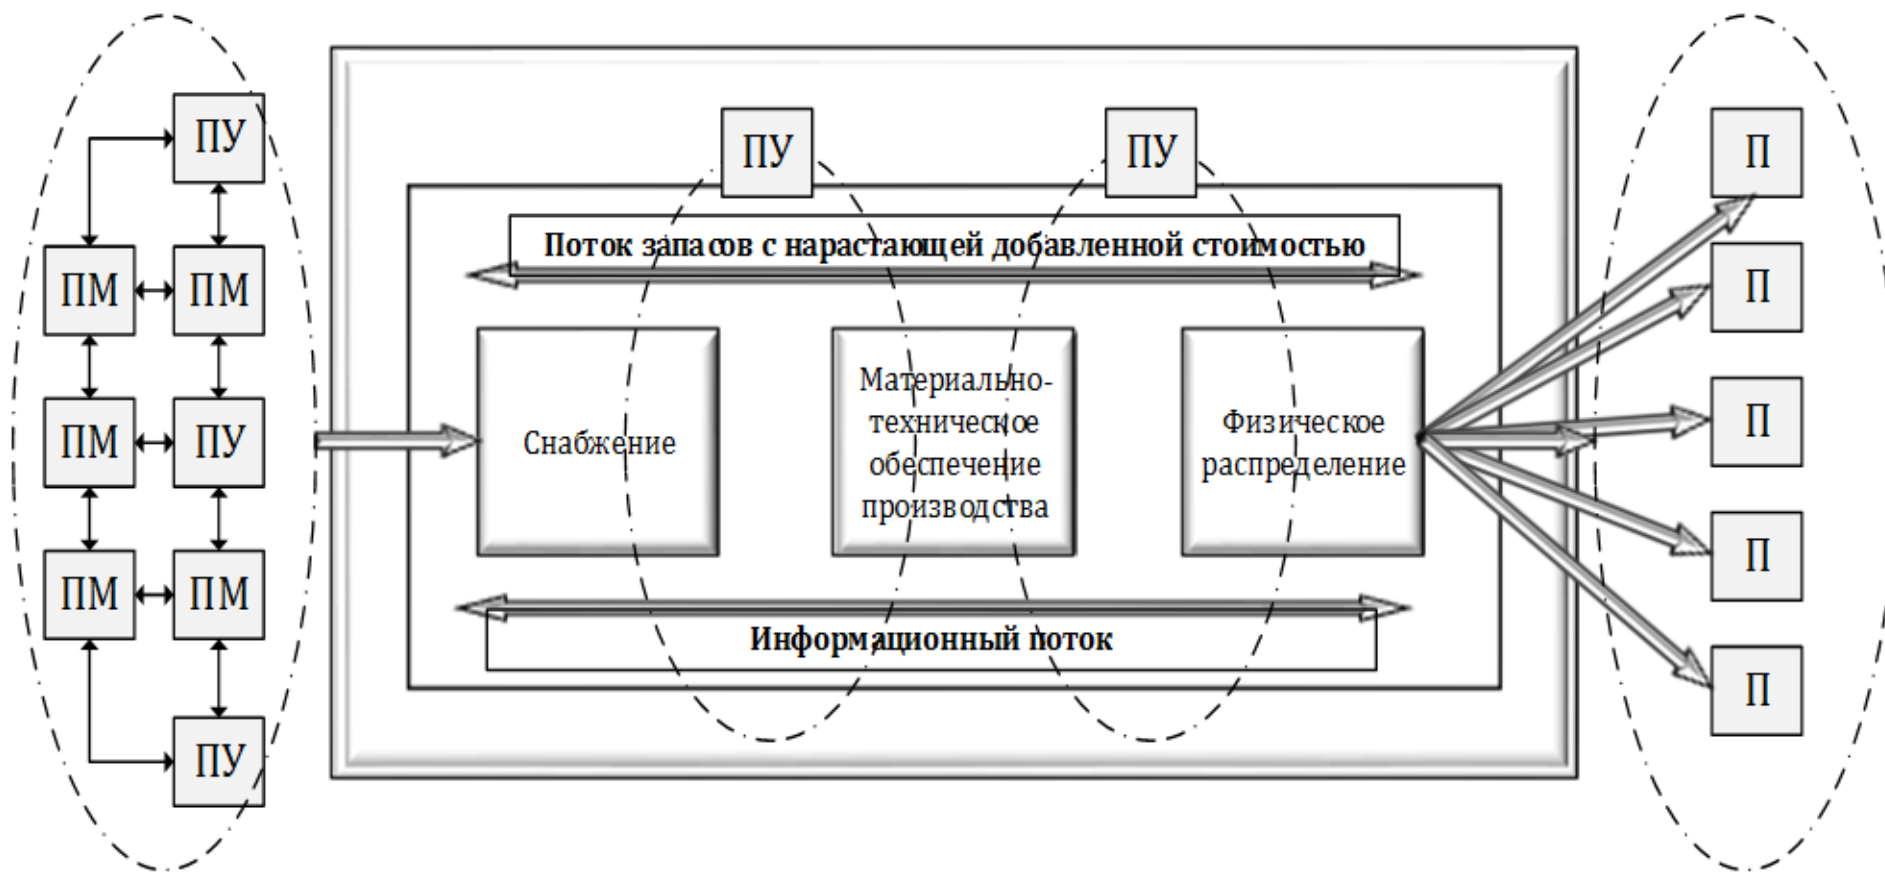 ПУ
ПМ ПМ
ПМ ПУ
ПМ ПМ
ПУ
ПУ ПУ
Поток запасов с нарастающей добавленной стоимостью
Снабжение
Материально-
техническое
обеспечение
производства
Физическое
распределение
Информационный поток
П
П
П
П
П